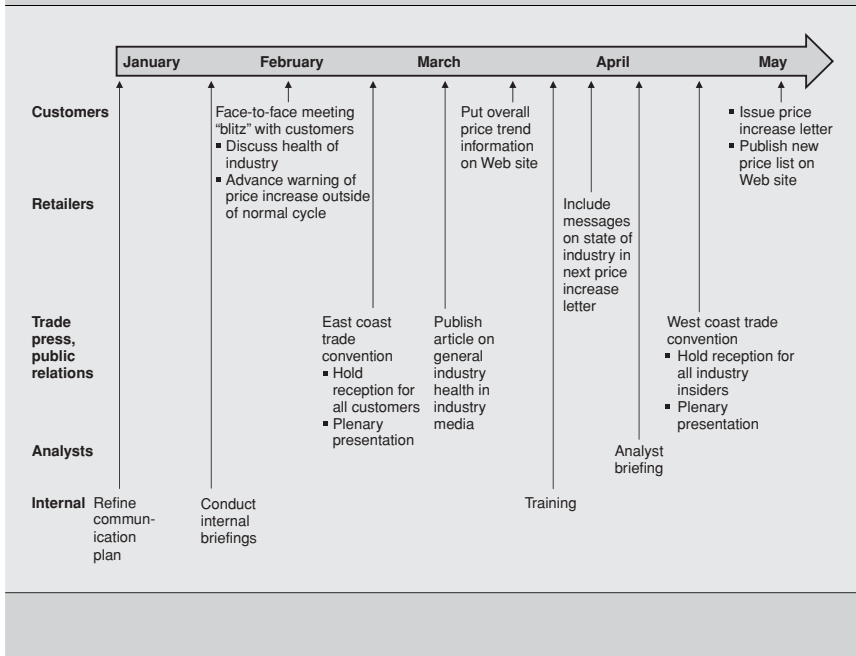 January February March April May
Customers
Face-to-face meeting
“blitz” with customers
▪ Discuss health of
industry
▪ Advance warning of
price increase outside
of normal cycle
Put overall
price trend
information
on Web site
▪ Issue price
increase letter
▪ Publish new
price list on
Web site
Retailers
Include
messages
on state of
industry in
next price
increase
letter
Trade
press,
public
relations
East coast
trade
convention
▪ Hold
reception for
all customers
▪ Plenary
presentation
Publish
article on
general
industry
health in
industry
media
West coast trade
convention
▪ Hold reception for
all industry
insiders
▪ Plenary
presentation
Analysts
Analyst
briefing
Internal
Refine
commun-
ication
plan
Conduct
internal
briefings
Training